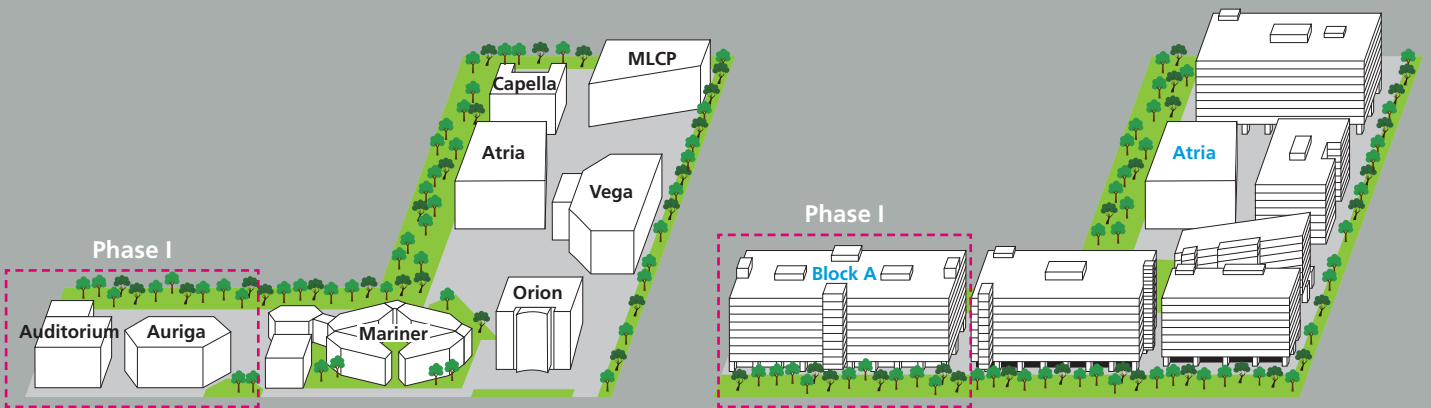 MLCP
Capella
Atria
Vega
Phase I
Orion
Auditorium
Auriga
Mariner
Atria
Phase I
Block A